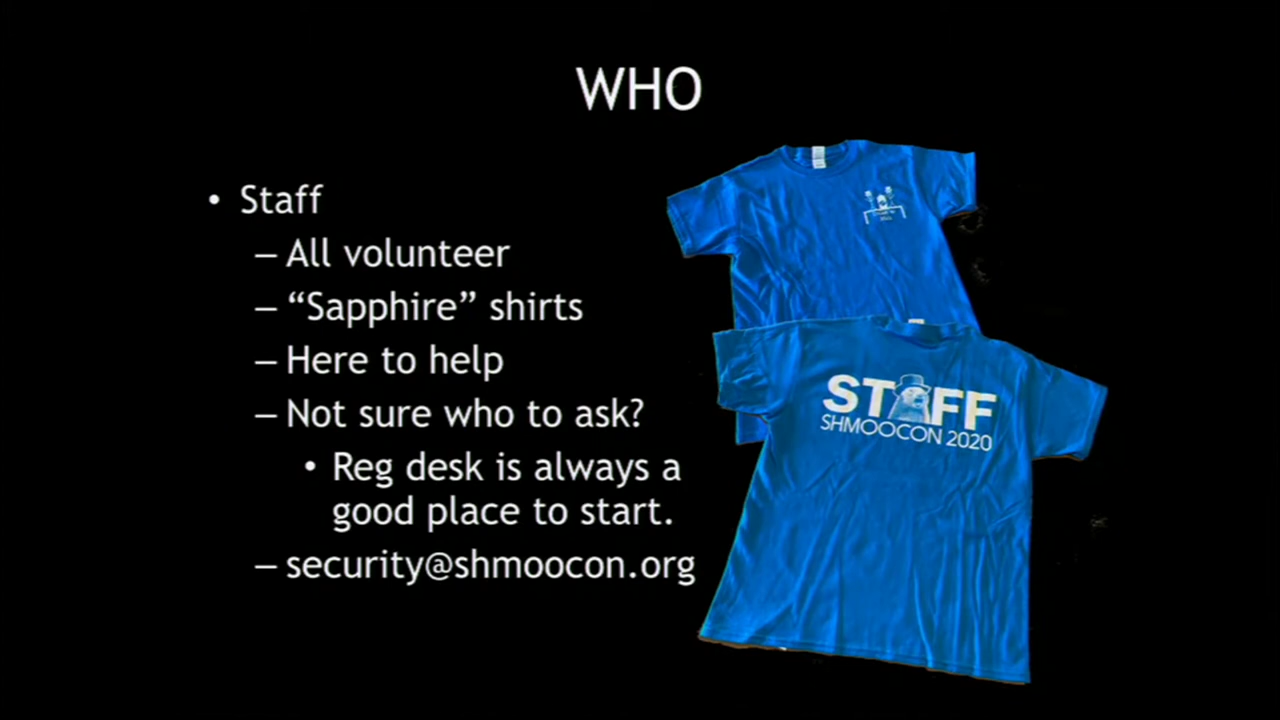 WHO
• Staff
– All volunteer
– “Sapphire” shirts
– Here to help
– Not sure who to ask?
• Reg desk is always a
good place to start.
– security@shmoocon.org
STAFF
SHMOOCON 2020